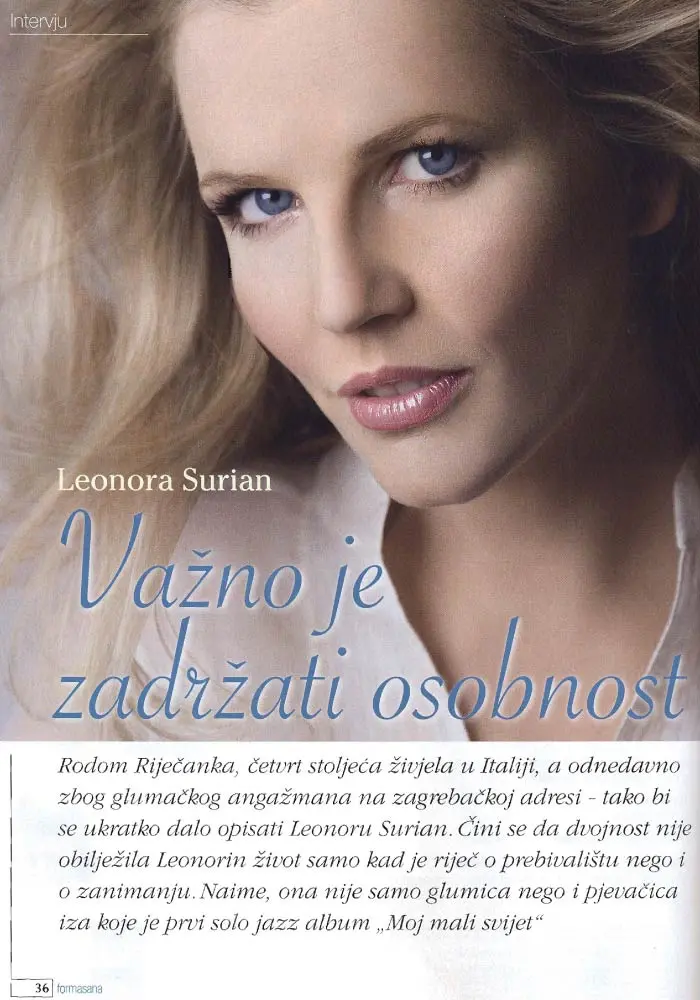 Intervju
Leonora Surian
Važno je
zadržati osobnost
Rodom Riječanka, četvrt stoljeća živjela u Italiji, a odnedavno
zbog glumačkog angažmana na zagrebačkoj adresi - tako bi
se ukratko dalo opisati Leonoru Surian. Čini se da dvojnost nije
obilježila Leonorin život samo kad je riječ o prebivalištu nego i
o zanimanju. Naime, ona nije samo glumica nego i pjevačica
iza koje je prvi solo jazz album „Moj mali svijet“
36 formasana